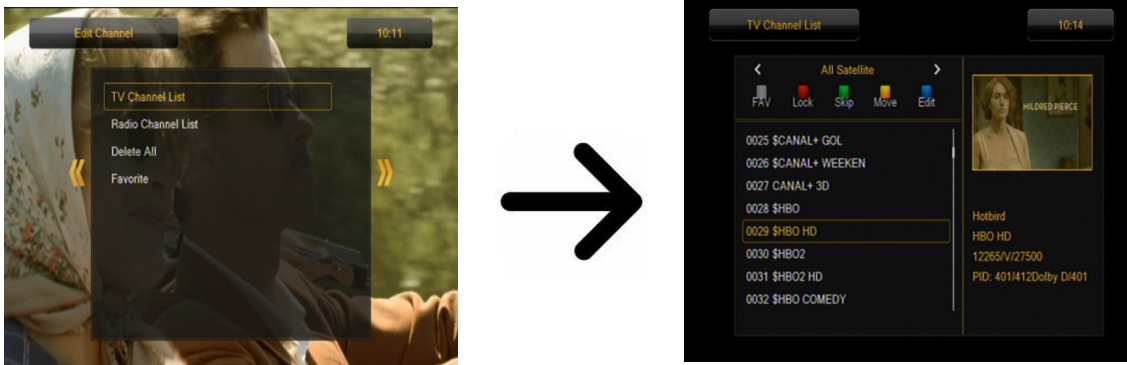 Edit Channel
10:11
TV Channel List
Radio Channel List
Delete All
Favorite
TV Channel List
10:14
All Satellite
FAV Lock Skip Move Edit
0025 $CANAL+ GOL
0026 $CANAL+ WEEKEN
0027 CANAL+ 3D
0028 $HBO
0029 $HBO HD
0030 $HBO2
0031 $HBO2 HD
0032 $HBO COMEDY
MILDRED PIERCE
Hotbird
HBO HD
12265/V/27500
PID: 401/412Dolby D/401